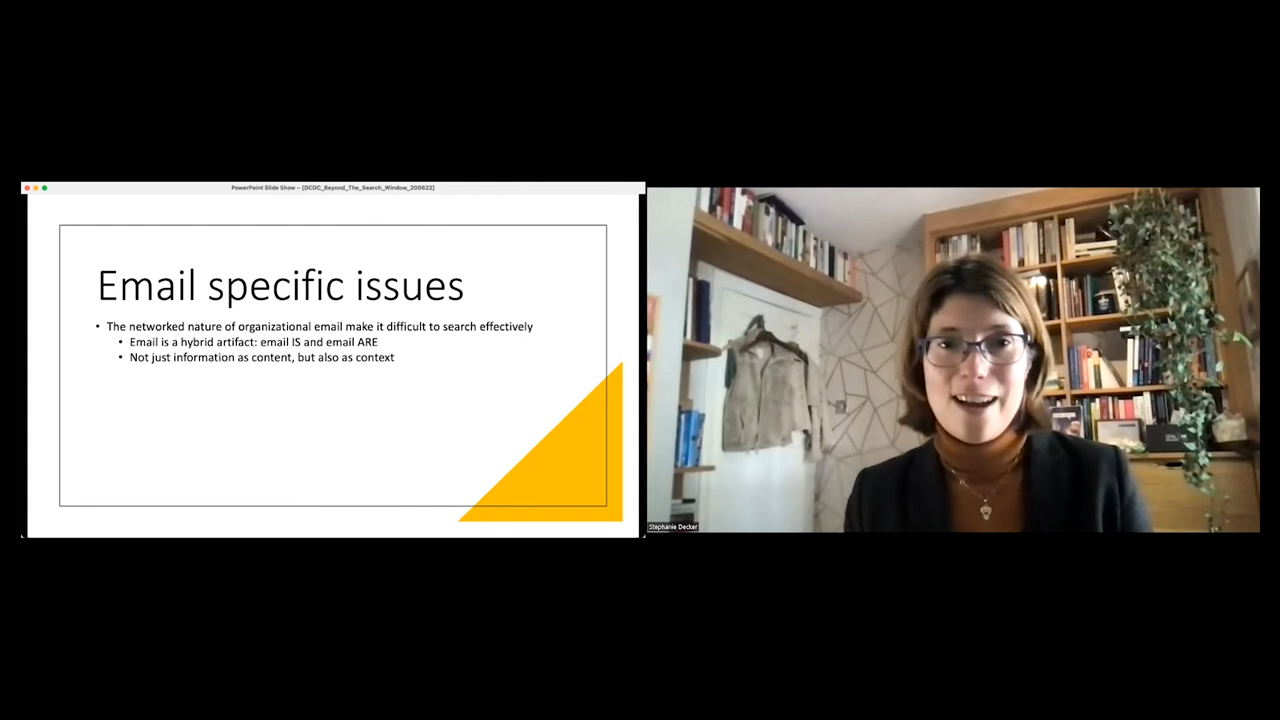 PowerPoint Slide Show – [DCDC_Beyond_The_Search_Window_200622]
Email specific issues
• The networked nature of organizational email make it difficult to search effectively
• Email is a hybrid artifact: email IS and email ARE
• Not just information as content, but also as context
Stephanie Decker